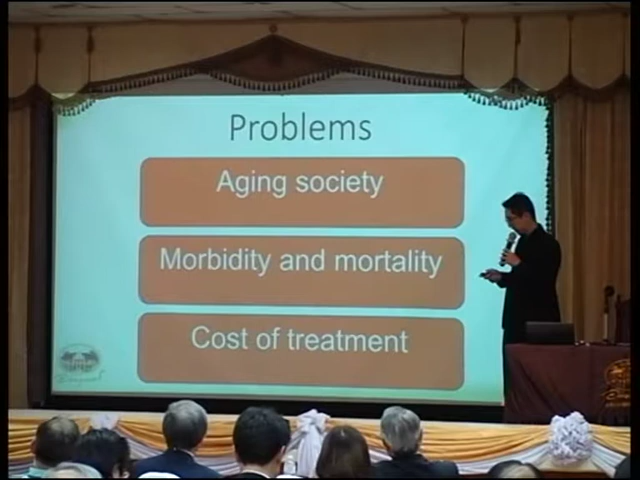 Problems
Aging society
Morbidity and mortality
Cost of treatment